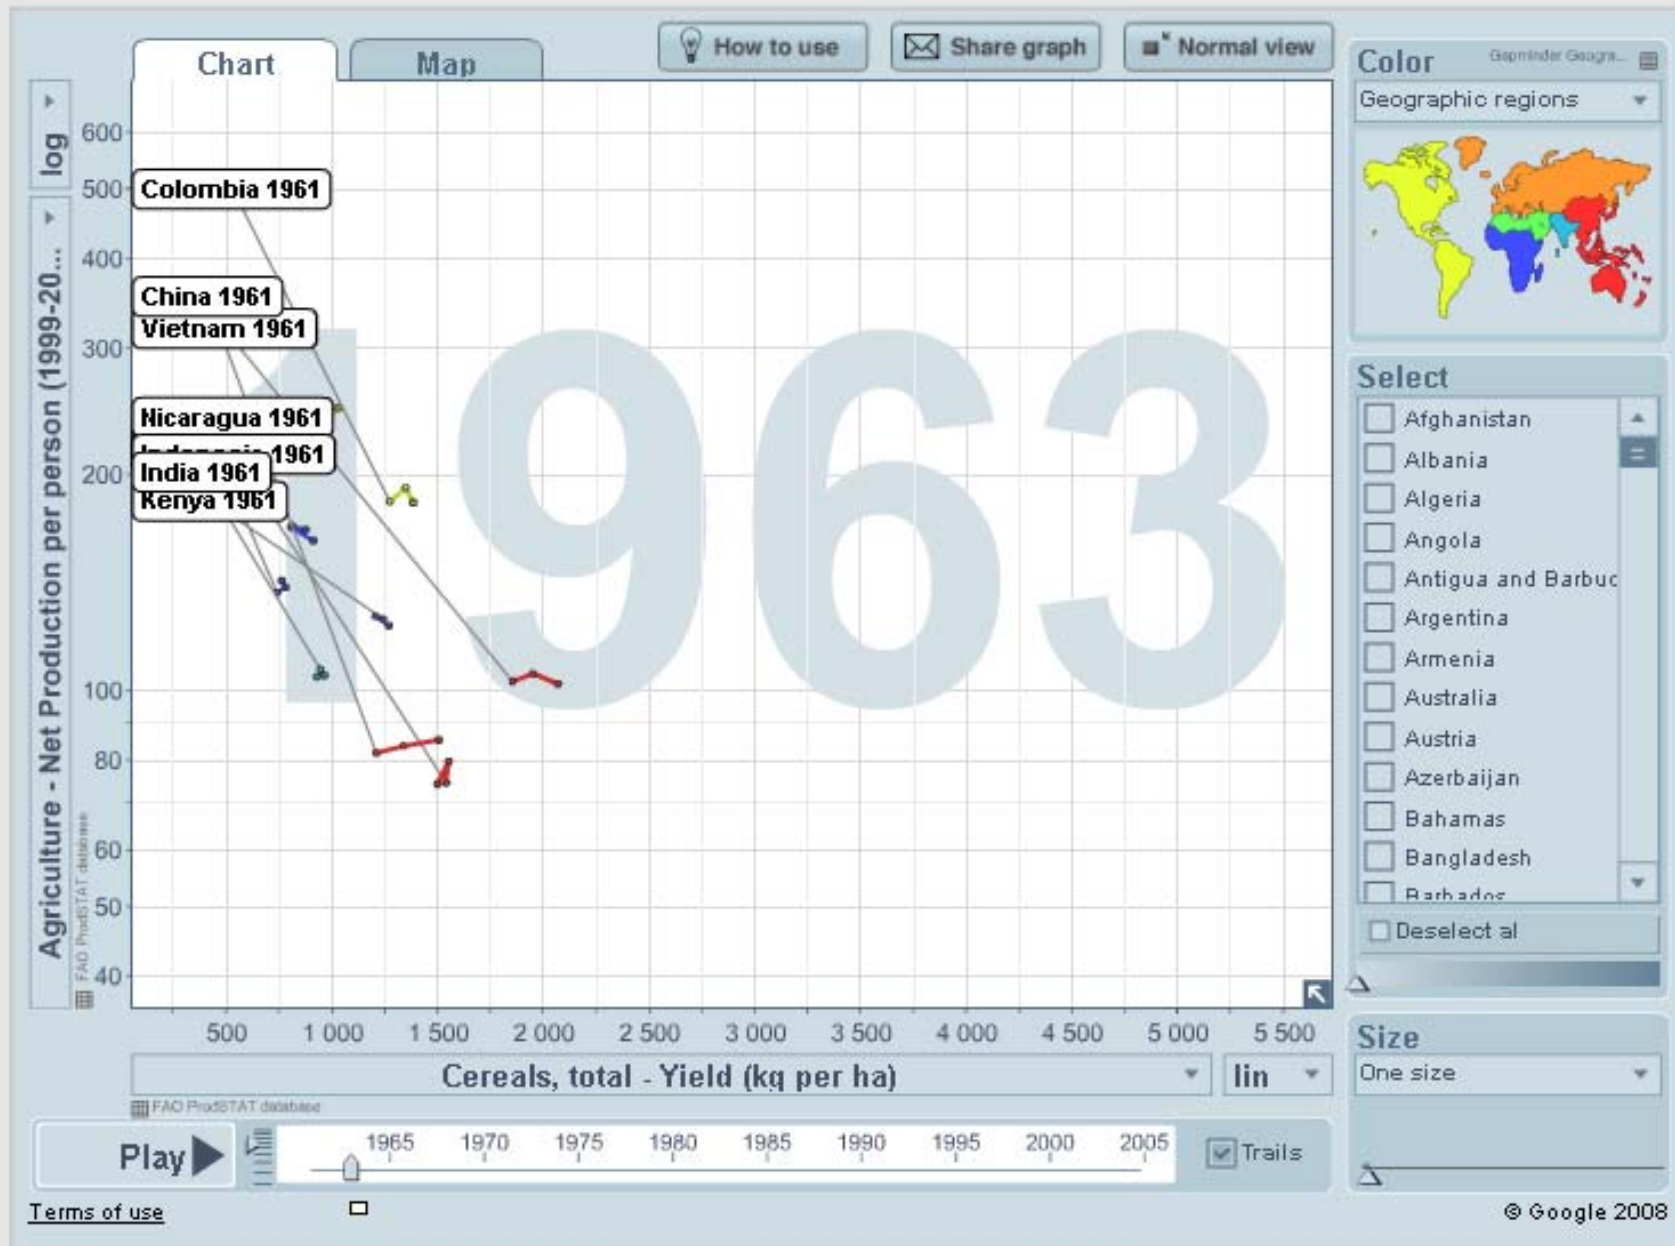 Chart
Map
How to use
Share graph
Normal view
log
Agriculture - Net Production per person (1999-20...
FAO ProdSTAT database
600
500
400
300
200
100
80
60
50
40
1963
Colombia 1961
China 1961
Vietnam 1961
Nicaragua 1961
1961
India 1961
Kenya 1961
500 1 000 1 500 2 000 2 500 3 000 3 500 4 000 4 500 5 000 5 500
Cereals, total - Yield (kg per ha)
lin
FAO ProdSTAT database
Play
1965 1970 1975 1980 1985 1990 1995 2000 2005
Trails
Terms of use
Color
Gapminder Geogra...
Geographic regions
Select
Afghanistan
Albania
Algeria
Angola
Antigua and Barbuc
Argentina
Armenia
Australia
Austria
Azerbaijan
Bahamas
Bangladesh
Barbados
Deselect al
Size
One size
© Google 2008